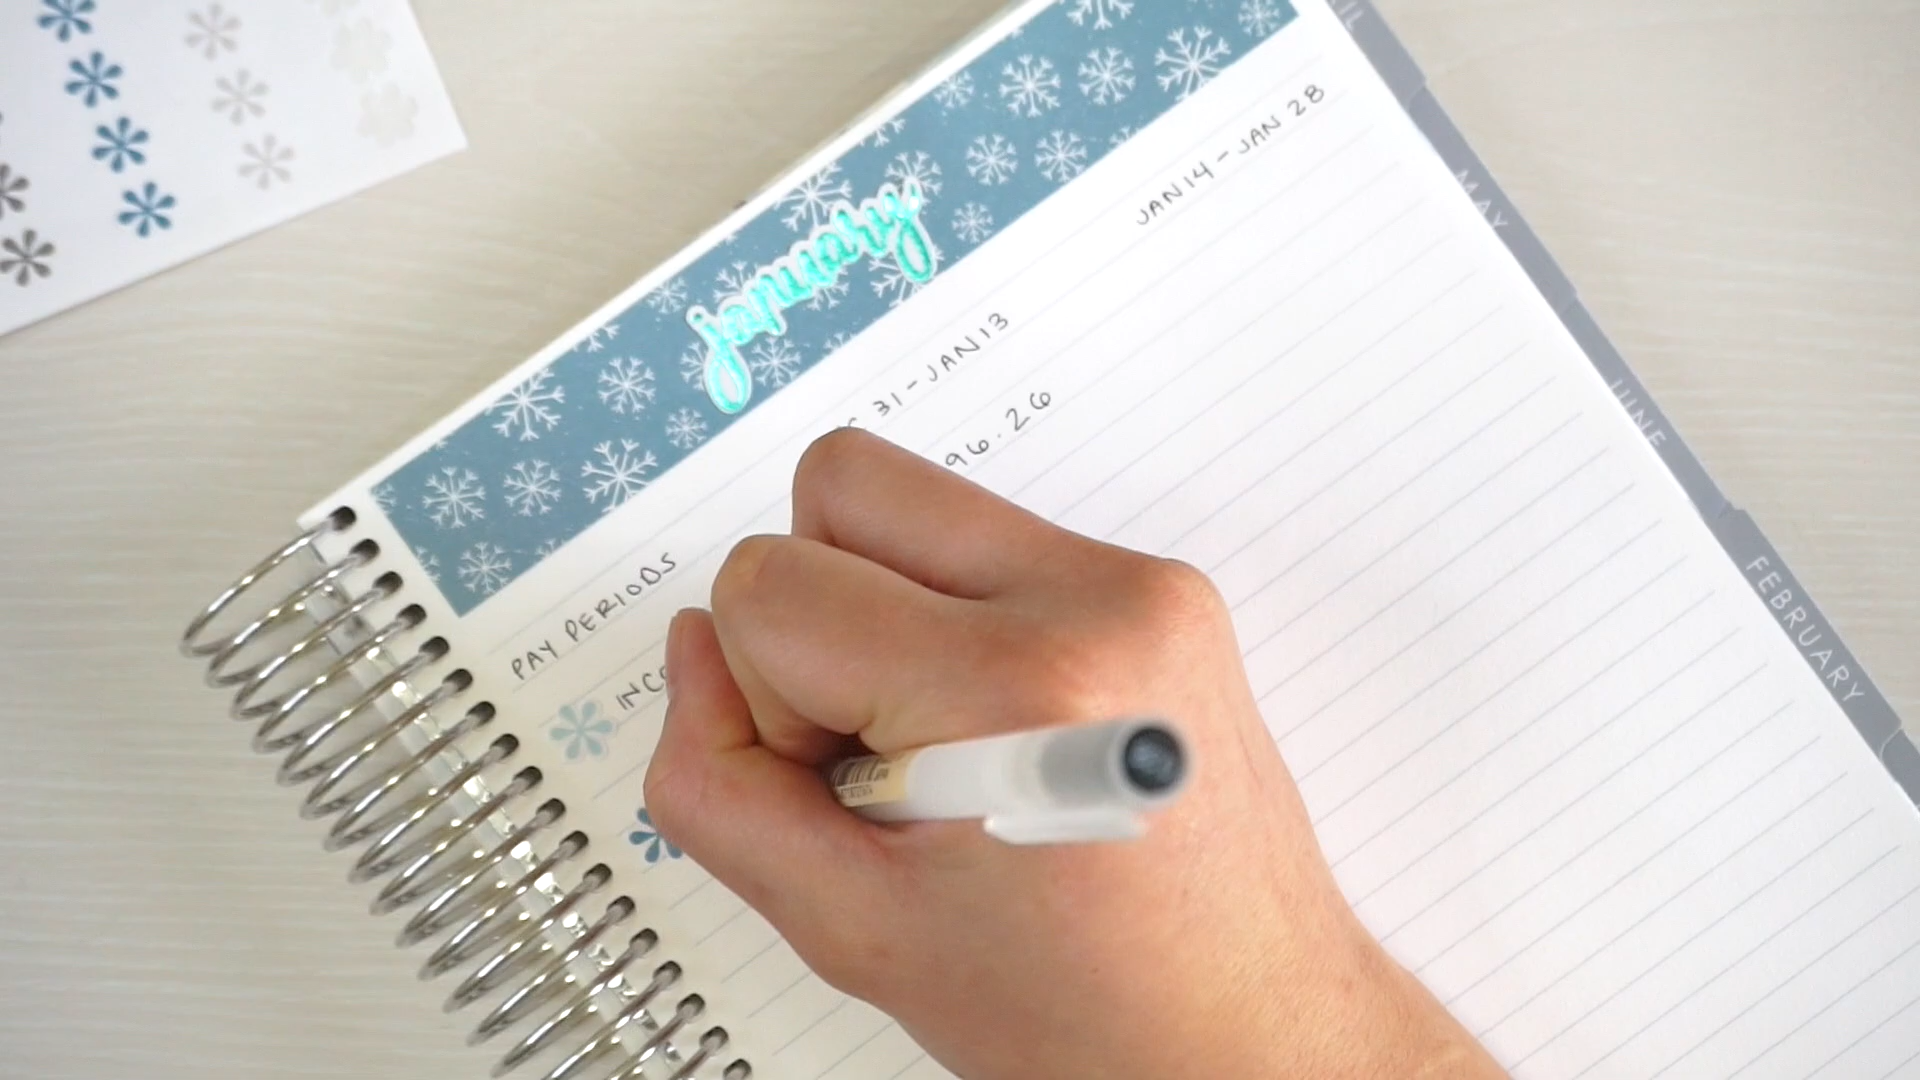 january
PAY PERIODS 31 - JAN 13 JAN 14 - JAN 28
96.26
MAY
JUNE
FEBRUARY